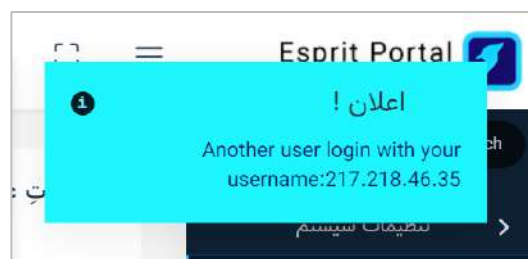 Esprit Portal
اعلان !
Another user login with your
username:217.218.46.35
ch
تنظیمات سیستم